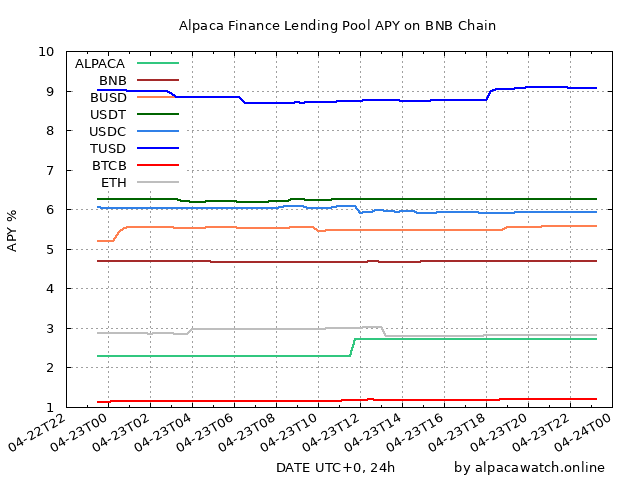 Alpaca Finance Lending Pool APY on BNB Chain
10
9
8
7
6
5
4
3
2
1
APY %
ALPACA
BNB
BUSD
USDT
USDC
TUSD
BTCB
ETH
04-22T22
04-23T00
04-23T02
04-23T04
04-23T06
04-23T08
04-23T10
04-23T12
04-23T14
04-23T16
04-23T18
04-23T20
04-23T22
04-24T00
DATE UTC+0, 24h
by alpacawatch.online